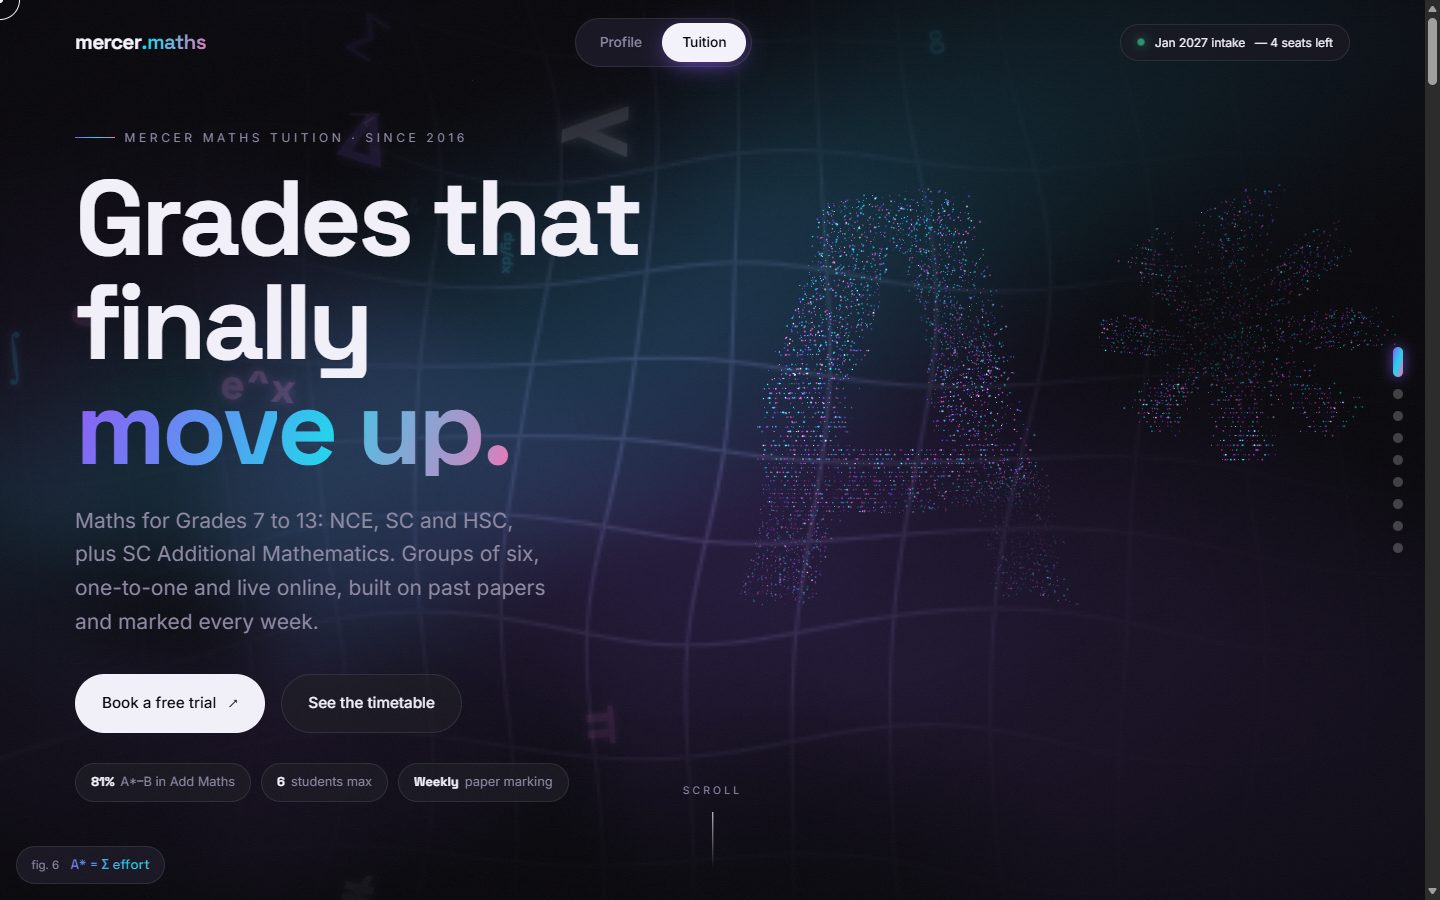 mercer.maths
Profile
Tuition
Jan 2027 intake — 4 seats left
MERCER MATHS TUITION · SINCE 2016
Grades that
finally
move up.
Maths for Grades 7 to 13: NCE, SC and HSC,
plus SC Additional Mathematics. Groups of six,
one-to-one and live online, built on past papers
and marked every week.
Book a free trial ↗
See the timetable
81% A*–B in Add Maths
6 students max
Weekly paper marking
SCROLL
fig. 6 A* = Σ effort
A*
e^x
dy/dx
∫
π
∞
Σ
Δ